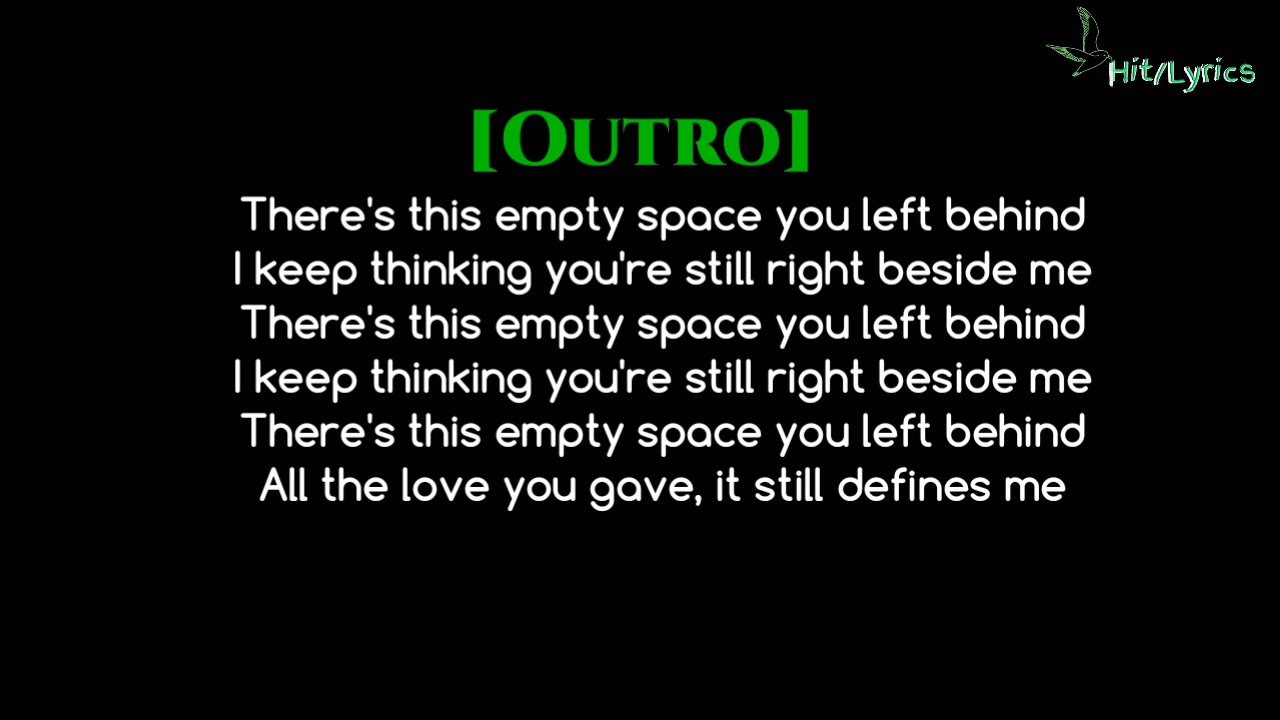 Hit/Lyrics
[Outro]
There's this empty space you left behind
I keep thinking you're still right beside me
There's this empty space you left behind
I keep thinking you're still right beside me
There's this empty space you left behind
All the love you gave, it still defines me